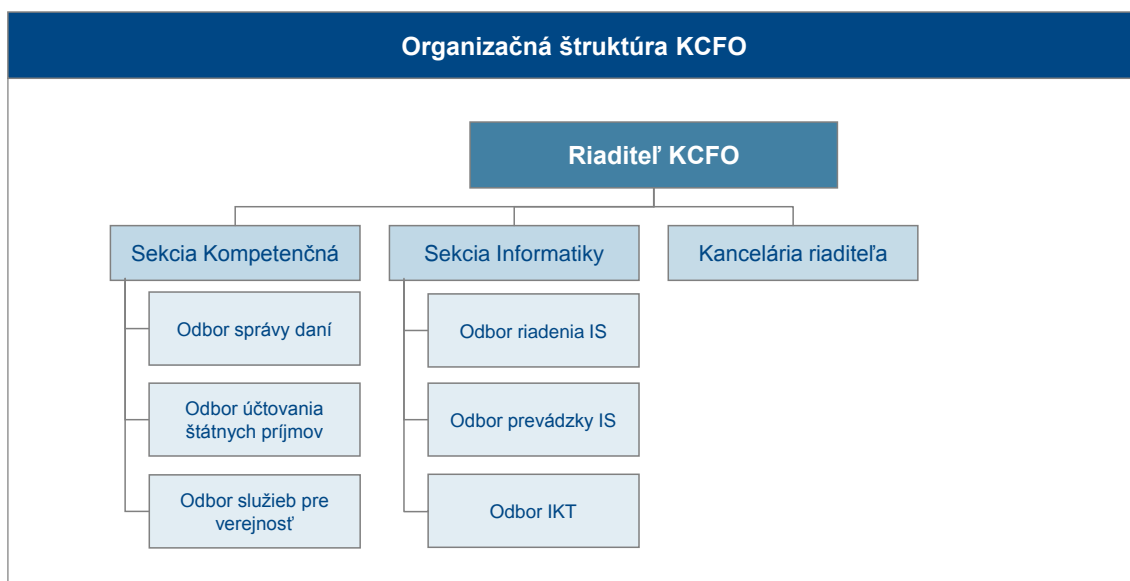 Organizačná štruktúra KCFO
Riaditeľ KCFO
Sekcia Kompetenčná
Sekcia Informatiky
Kancelária riaditeľa
Odbor správy daní
Odbor riadenia IS
Odbor účtovania
štátnych príjmov
Odbor prevádzky IS
Odbor služieb pre
verejnosť
Odbor IKT